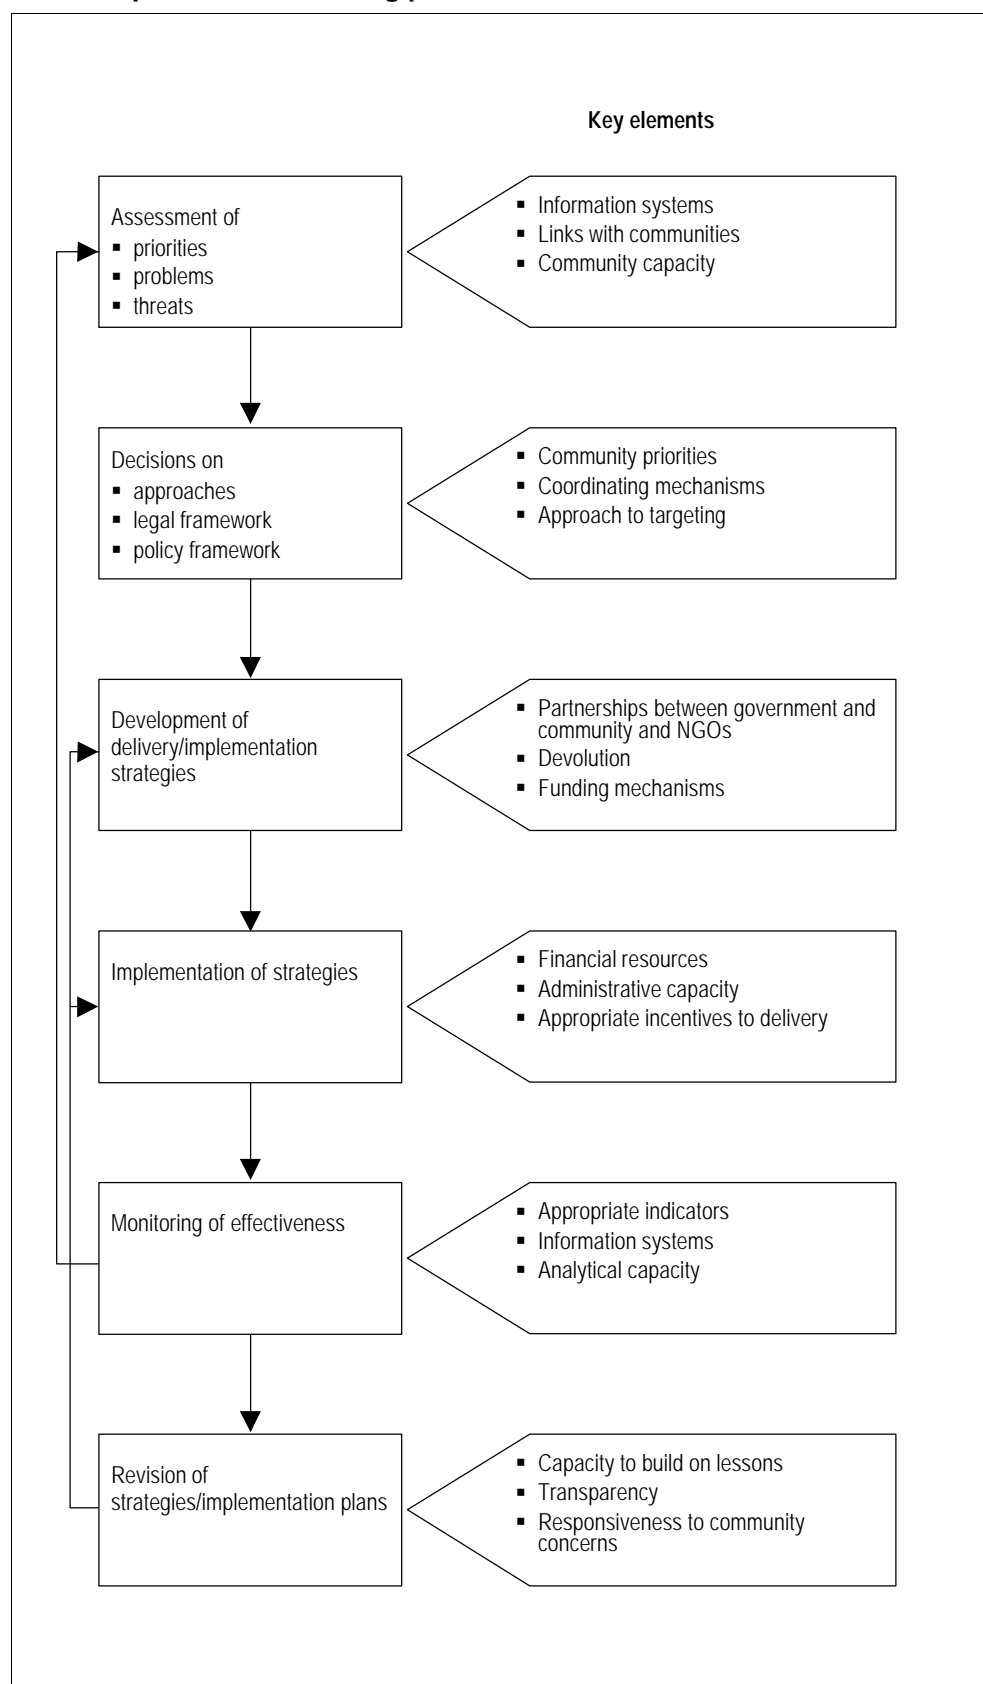 Key elements
Assessment of
▪ priorities
▪ problems
▪ threats
▪ Information systems
▪ Links with communities
▪ Community capacity
Decisions on
▪ approaches
▪ legal framework
▪ policy framework
▪ Community priorities
▪ Coordinating mechanisms
▪ Approach to targeting
Development of
delivery/implementation
strategies
▪ Partnerships between government and
community and NGOs
▪ Devolution
▪ Funding mechanisms
Implementation of strategies
▪ Financial resources
▪ Administrative capacity
▪ Appropriate incentives to delivery
Monitoring of effectiveness
▪ Appropriate indicators
▪ Information systems
▪ Analytical capacity
Revision of
strategies/implementation plans
▪ Capacity to build on lessons
▪ Transparency
▪ Responsiveness to community
concerns